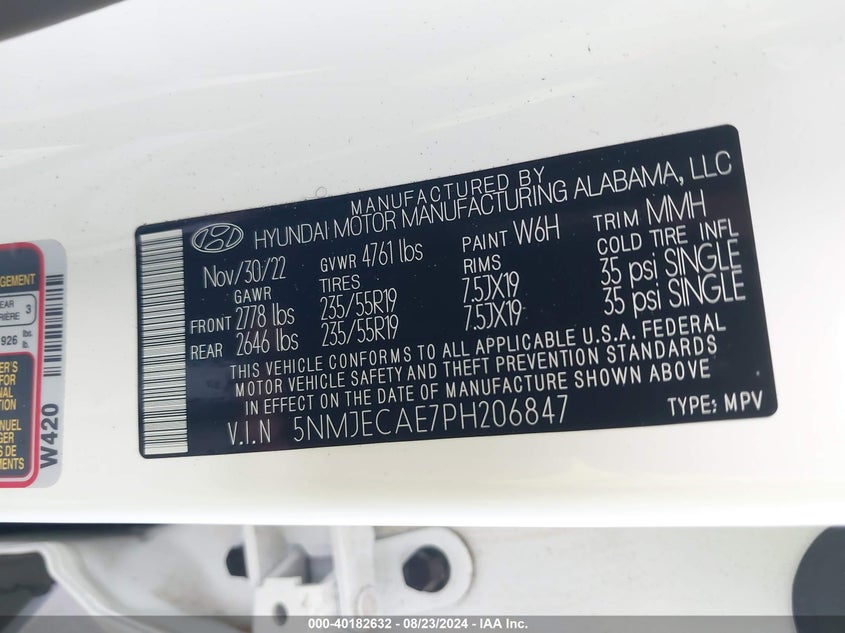 MANUFACTURED BY
HYUNDAI MOTOR MANUFACTURING ALABAMA, LLC
Nov/30/22 GVWR 4761 lbs PAINT W6H TRIM MMH
GAWR TIRES RIMS COLD TIRE INFL
FRONT 2778 lbs 235/55R19 7.5JX19 35 psi SINGLE
REAR 2646 lbs 235/55R19 7.5JX19 35 psi SINGLE
THIS VEHICLE CONFORMS TO ALL APPLICABLE U.S.A. FEDERAL
MOTOR VEHICLE SAFETY AND THEFT PREVENTION STANDARDS
IN EFFECT ON THE DATE OF MANUFACTURE SHOWN ABOVE
V.I.N 5NMJECAE7PH206847 TYPE: MPV
3
926 lbs.
FOR
W420
000-40182632 - 08/23/2024 - IAA Inc.